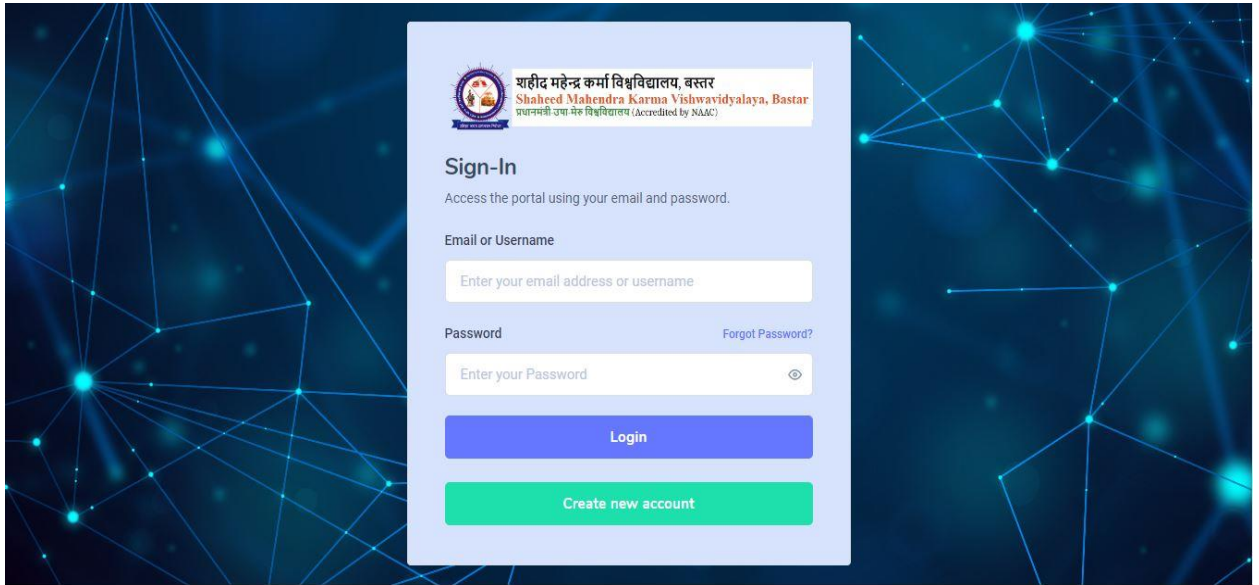 शहीद महेन्द्र कर्मा विश्वविद्यालय, बस्तर
Shaheed Mahendra Karma Vishwavidyalaya, Bastar
प्रधानमंत्री-उषा-मेरु विश्वविद्यालय (Accredited by NAAC)
Sign-In
Access the portal using your email and password.
Email or Username
Enter your email address or username
Password Forgot Password?
Enter your Password
Login
Create new account